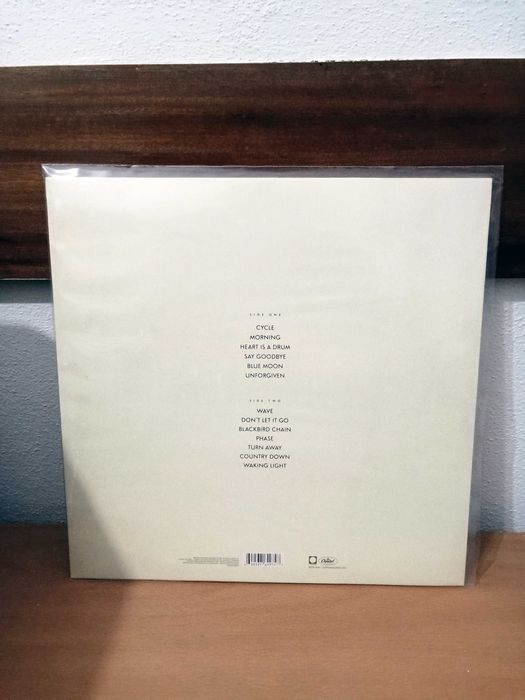 SIDE ONE
CYCLE
MORNING
HEART IS A DRUM
SAY GOODBYE
BLUE MOON
UNFORGIVEN
SIDE TWO
WAVE
DON'T LET IT GO
BLACKBIRD CHAIN
PHASE
TURN AWAY
COUNTRY DOWN
WAKING LIGHT
Capitol